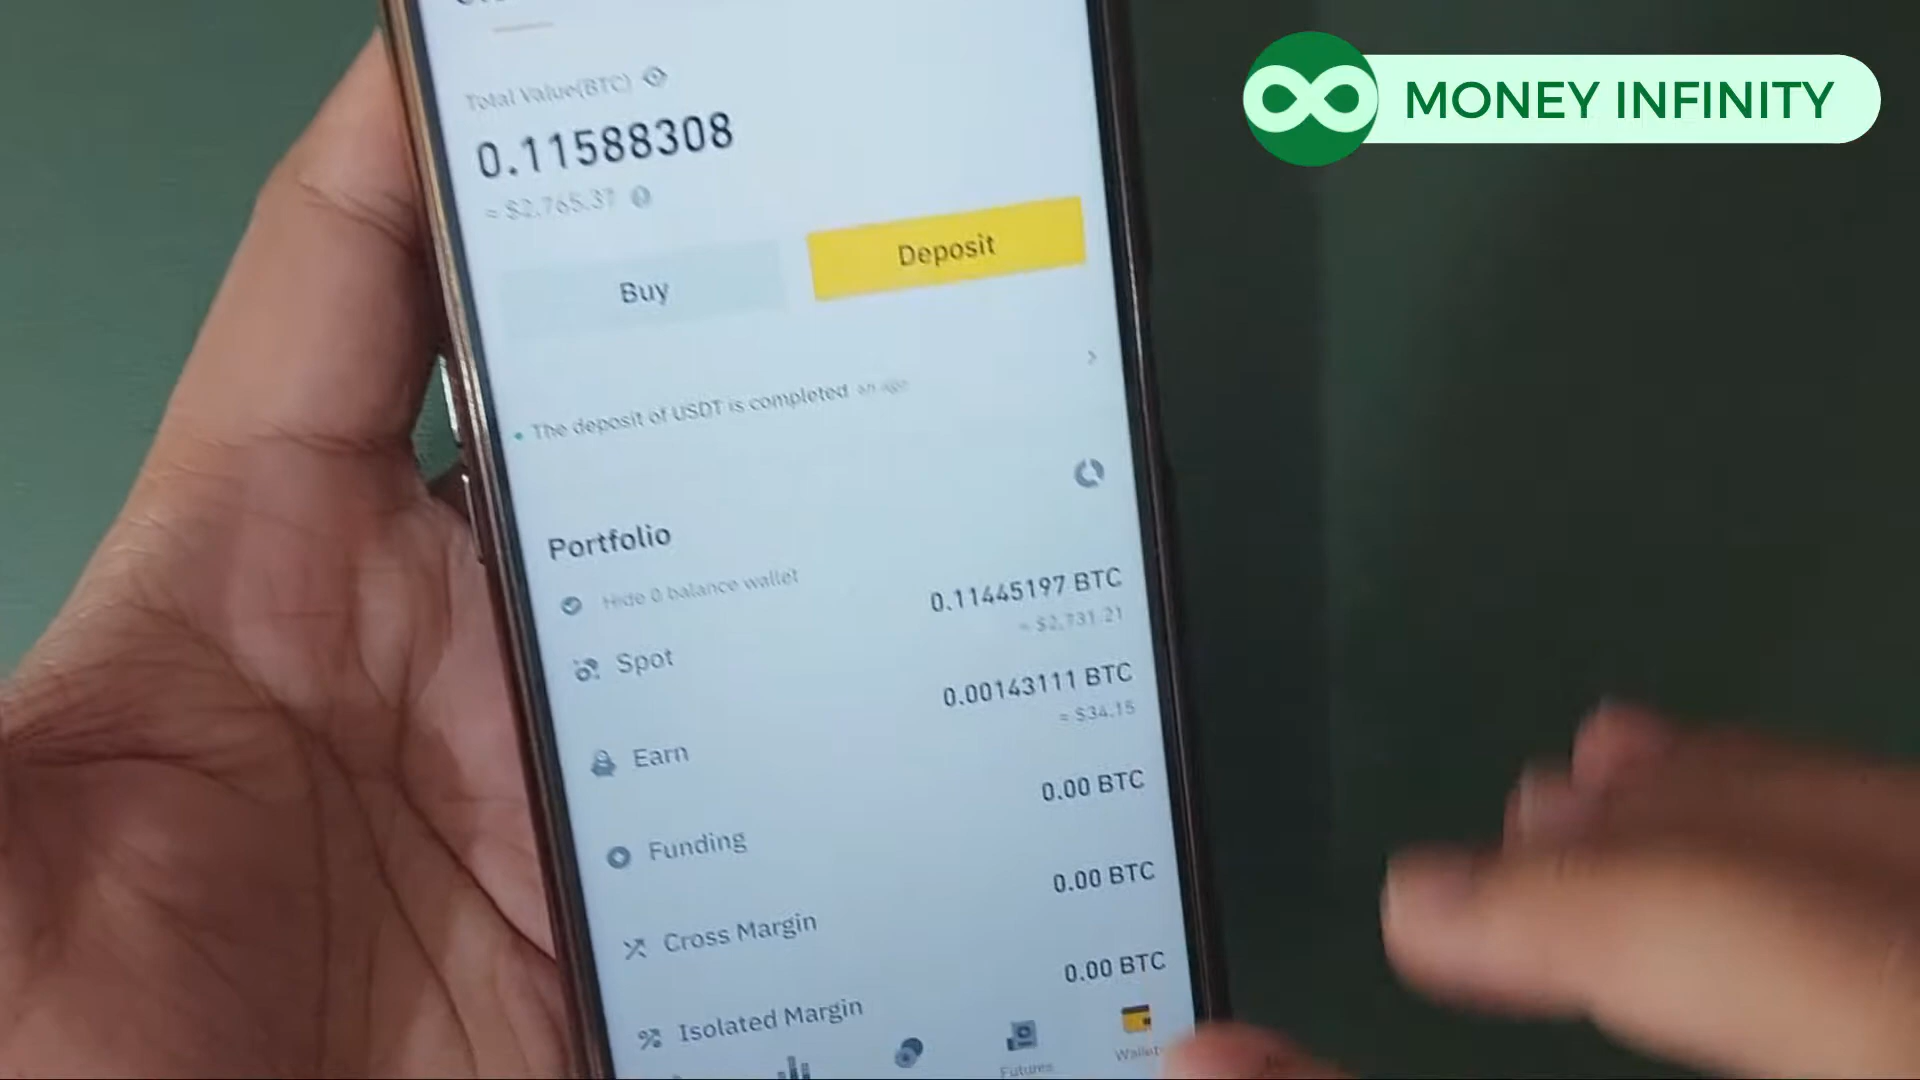 MONEY INFINITY
Total Value(BTC)
0.11588308
≈ $2,765.37
Buy
Deposit
The deposit of USDT is completed
Portfolio
Hide 0 balance wallet
Spot 0.11445197 BTC
≈ $2,731.21
Earn 0.00143111 BTC
≈ $34.15
Funding 0.00 BTC
Cross Margin 0.00 BTC
Isolated Margin 0.00 BTC
Futures
Wallets